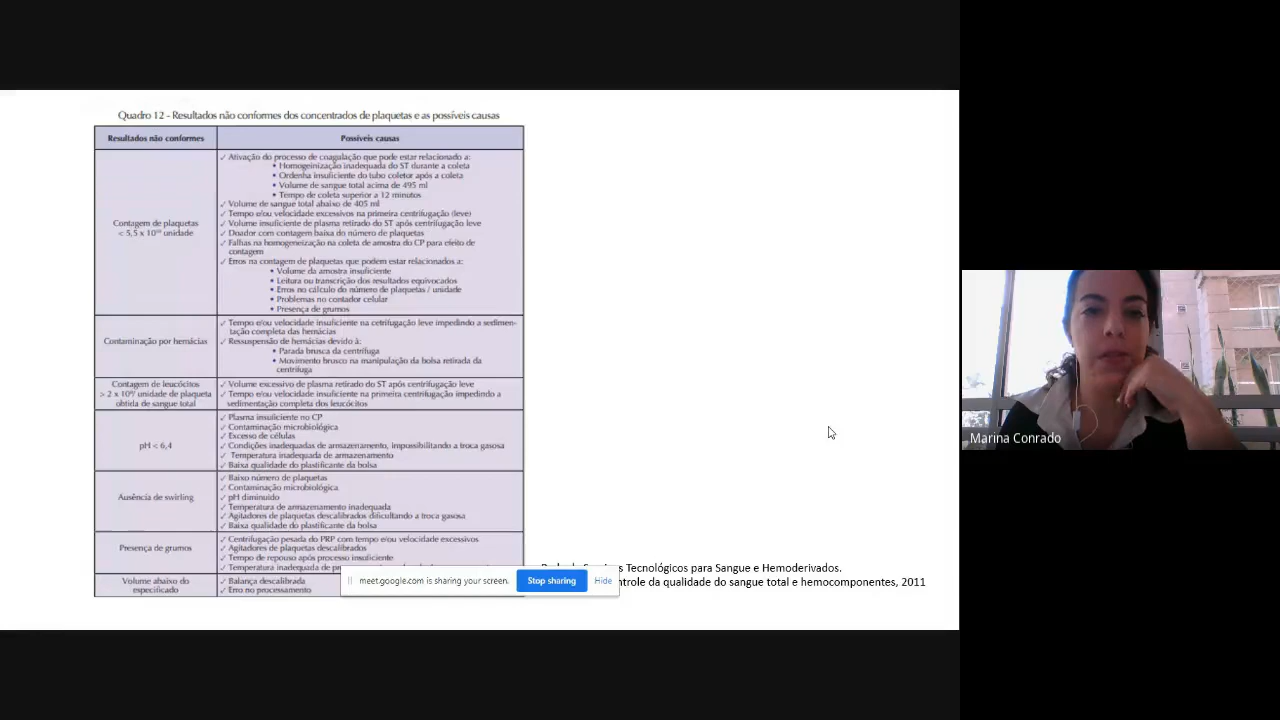 Quadro 12 - Resultados não conformes dos concentrados de plaquetas e as possíveis causas
Resultados não conformes
Possíveis causas
Contagem de plaquetas
< 5,5 x 10¹⁰ unidade
✓ Ativação do processo de coagulação que pode estar relacionado a:
• Homogeinização inadequada do ST durante a coleta
• Ordenha insuficiente do tubo coletor após a coleta
• Volume de sangue total acima de 495 ml
• Tempo de coleta superior a 12 minutos
✓ Volume de sangue total abaixo de 405 ml
✓ Tempo e/ou velocidade excessivos na primeira centrifugação (leve)
✓ Volume insuficiente de plasma retirado do ST após centrifugação leve
✓ Doador com contagem baixa do número de plaquetas
✓ Falhas na homogeneização na coleta de amostra do CP para efeito de
contagem
✓ Erros na contagem de plaquetas que podem estar relacionados a:
• Volume da amostra insuficiente
• Leitura ou transcrição dos resultados equivocados
• Erros no cálculo do número de plaquetas / unidade
• Problemas no contador celular
• Presença de grumos
Contaminação por hemácias
✓ Tempo e/ou velocidade insuficiente na cetrifugação leve impedindo a sedimen-
tação completa das hemácias
✓ Ressuspensão de hemácias devido à:
• Parada brusca da centrífuga
• Movimento brusco na manipulação da bolsa retirada da
centrífuga
Contagem de leucócitos
> 2 x 10⁸/ unidade de plaqueta
obtida de sangue total
✓ Volume excessivo de plasma retirado do ST após centrifugação leve
✓ Tempo e/ou velocidade insuficiente na primeira centrifugação impedindo a
sedimentação completa dos leucócitos
pH < 6,4
✓ Plasma insuficiente no CP
✓ Contaminação microbiológica
✓ Excesso de células
✓ Condições inadequadas de armazenamento, impossibilitando a troca gasosa
✓ Temperatura inadequada de armazenamento
✓ Baixa qualidade do plastificante da bolsa
Ausência de swirling
✓ Baixo número de plaquetas
✓ Contaminação microbiológica
✓ pH diminuído
✓ Temperatura de armazenamento inadequada
✓ Agitadores de plaquetas descalibrados dificultando a troca gasosa
✓ Baixa qualidade do plastificante da bolsa
Presença de grumos
✓ Centrifugação pesada do PRP com tempo e/ou velocidade excessivos
✓ Agitadores de plaquetas descalibrados
✓ Tempo de repouso após processo insuficiente
✓ Temperatura inadequada de
Volume abaixo do
especificado
✓ Balança descalibrada
✓ Erro no processamento
Tecnológicos para Sangue e Hemoderivados.
da qualidade do sangue total e hemocomponentes, 2011
meet.google.com is sharing your screen.
Stop sharing
Hide
Marina Conrado